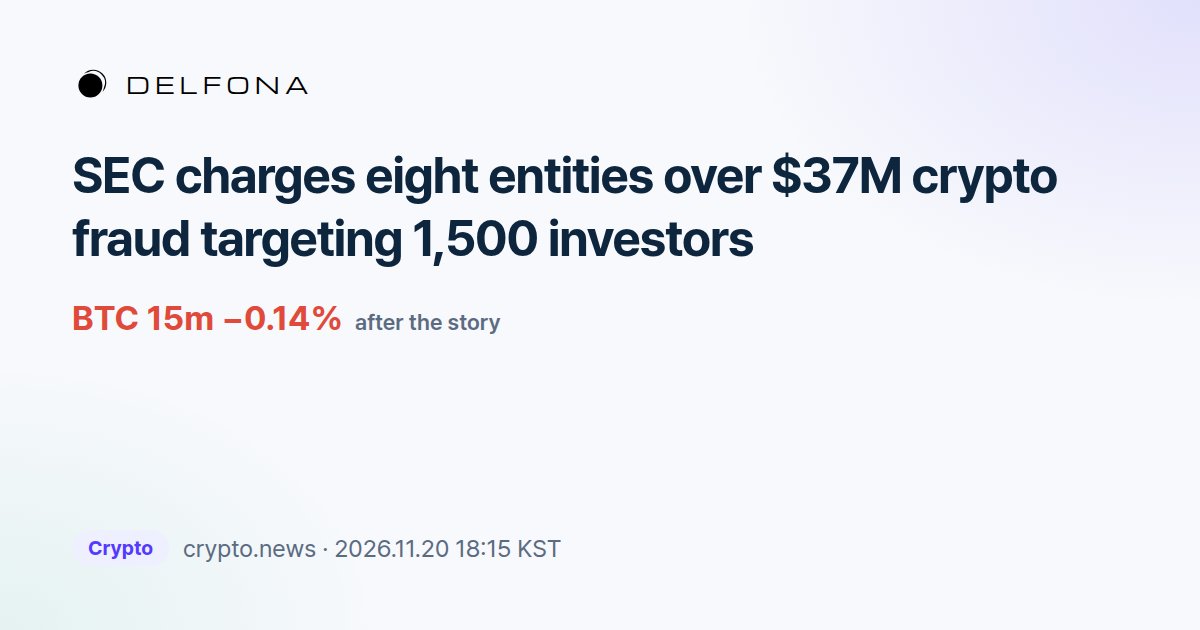 DELFONA
SEC charges eight entities over $37M crypto
fraud targeting 1,500 investors
BTC 15m −0.14% after the story
Crypto crypto.news · 2026.11.20 18:15 KST